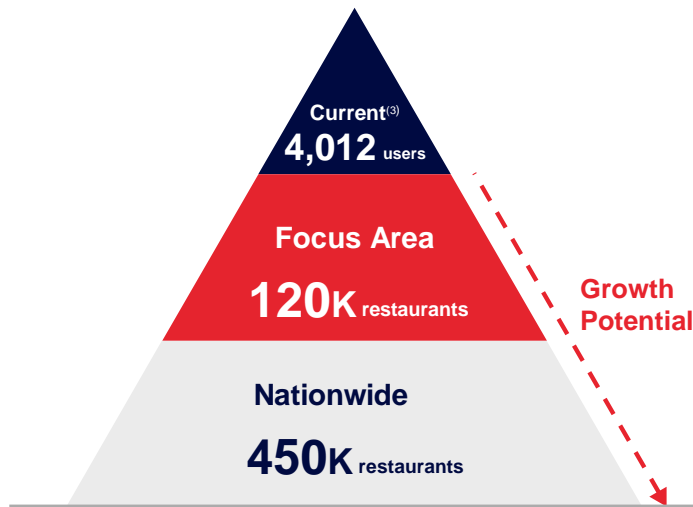 Current(3)
4,012 users
Focus Area
120K restaurants
Growth
Potential
Nationwide
450K restaurants